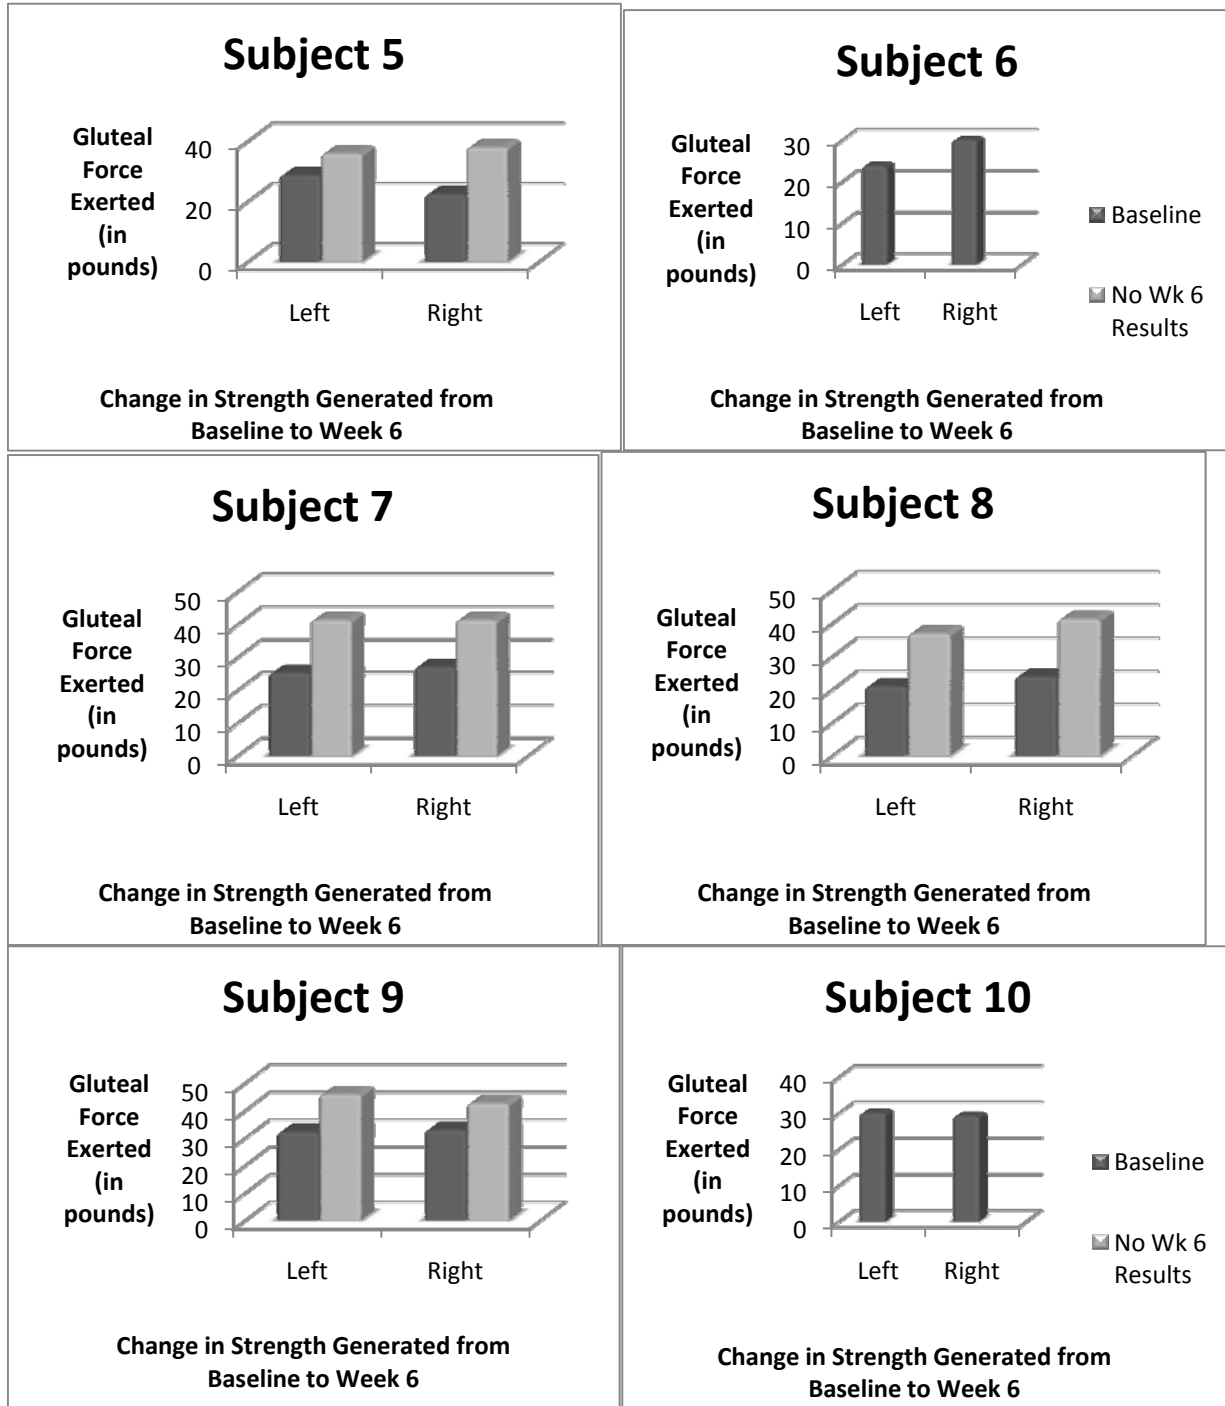 Subject 5
Gluteal
Force
Exerted
(in
pounds)
40
20
0
Left Right
Change in Strength Generated from
Baseline to Week 6
Subject 6
Gluteal
Force
Exerted
(in
pounds)
30
20
10
0
Left Right
Baseline
No Wk 6
Results
Change in Strength Generated from
Baseline to Week 6
Subject 7
Gluteal
Force
Exerted
(in
pounds)
50
40
30
20
10
0
Left Right
Change in Strength Generated from
Baseline to Week 6
Subject 8
Gluteal
Force
Exerted
(in
pounds)
50
40
30
20
10
0
Left Right
Change in Strength Generated from
Baseline to Week 6
Subject 9
Gluteal
Force
Exerted
(in
pounds)
50
40
30
20
10
0
Left Right
Change in Strength Generated from
Baseline to Week 6
Subject 10
Gluteal
Force
Exerted
(in
pounds)
40
30
20
10
0
Left Right
Baseline
No Wk 6
Results
Change in Strength Generated from
Baseline to Week 6